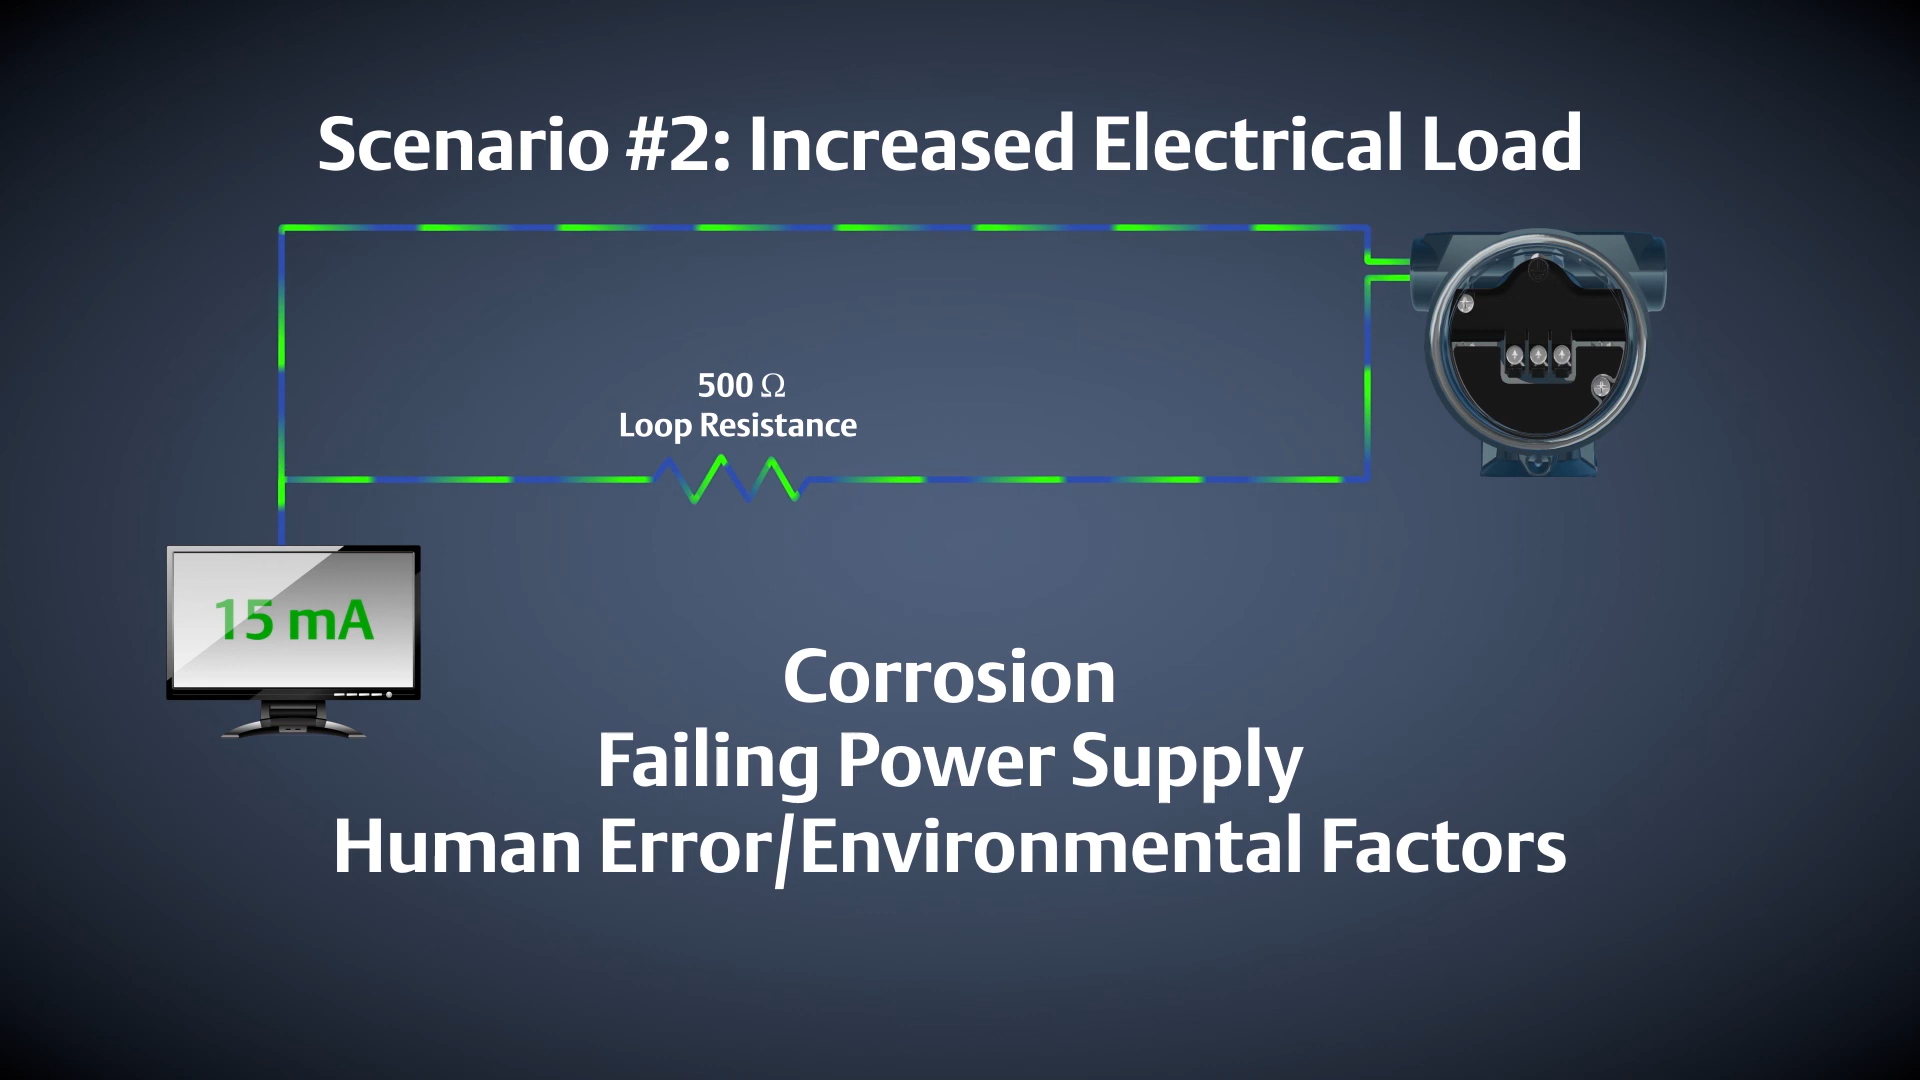 Scenario #2: Increased Electrical Load
500 Ω
Loop Resistance
15 mA
Corrosion
Failing Power Supply
Human Error/Environmental Factors